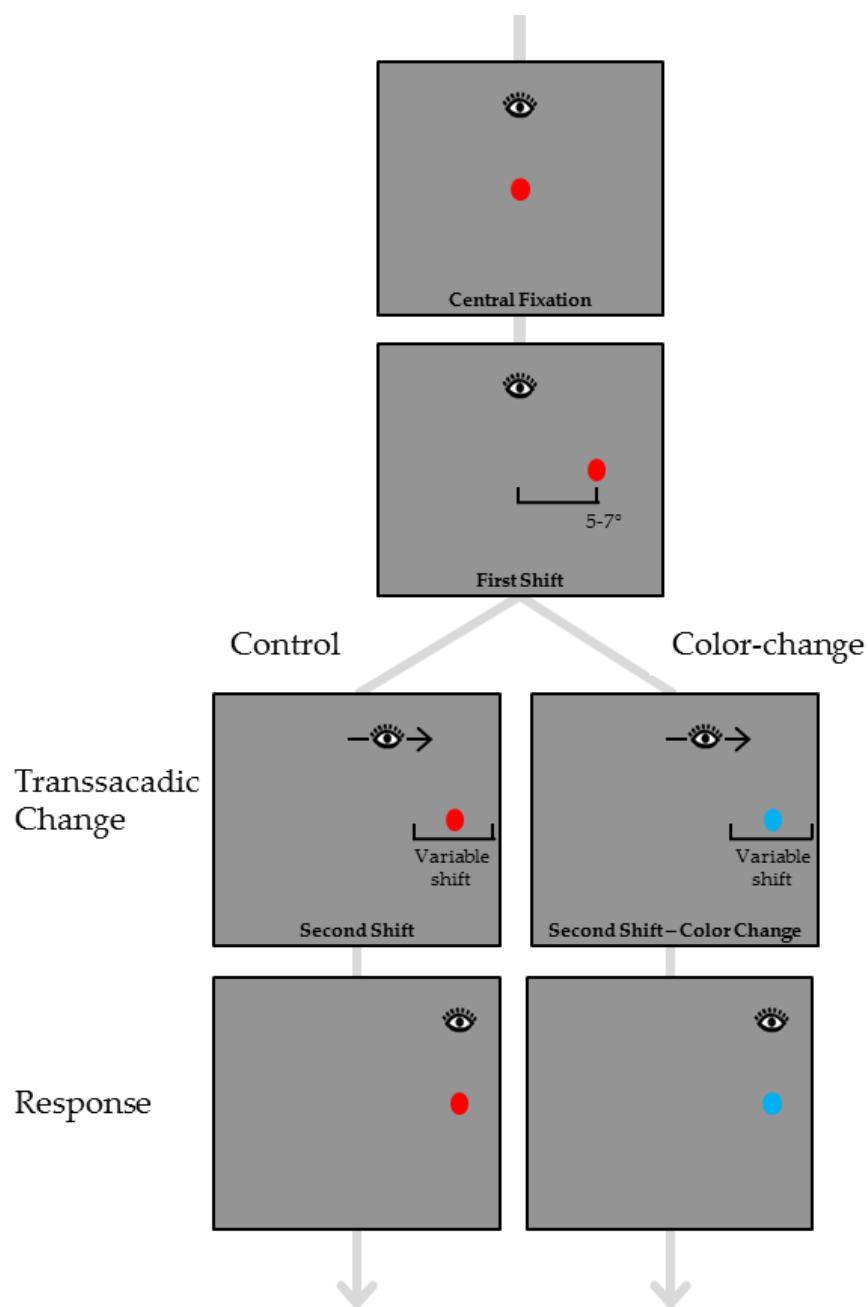 Central Fixation
5-7°
First Shift
Control
Color-change
Transsacadic
Change
Variable
shift
Second Shift
Variable
shift
Second Shift – Color Change
Response